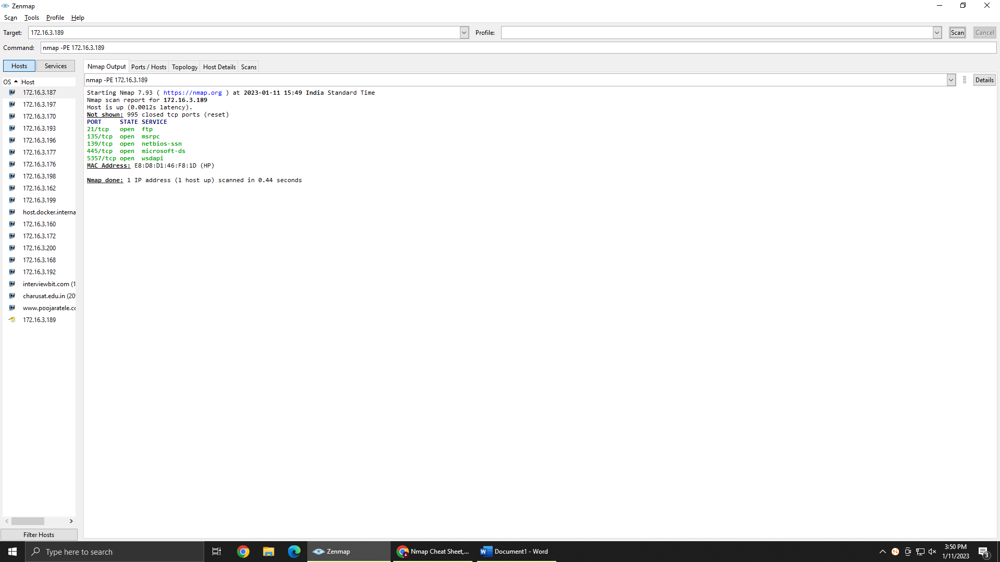 Zenmap
Scan Tools Profile Help
Target: 172.16.3.189 Profile: Scan Cancel
Command: nmap -PE 172.16.3.189
Hosts Services
Nmap Output Ports / Hosts Topology Host Details Scans
OS Host
nmap -PE 172.16.3.189 Details
172.16.3.187
172.16.3.197
172.16.3.170
172.16.3.193
172.16.3.196
172.16.3.177
172.16.3.176
172.16.3.198
172.16.3.162
172.16.3.199
host.docker.interna
172.16.3.160
172.16.3.172
172.16.3.200
172.16.3.168
172.16.3.192
interviewbit.com (1
charusat.edu.in (20
www.poojaratele.co
172.16.3.189
Filter Hosts
Starting Nmap 7.93 ( https://nmap.org ) at 2023-01-11 15:49 India Standard Time
Nmap scan report for 172.16.3.189
Host is up (0.0012s latency).
Not shown: 995 closed tcp ports (reset)
PORT STATE SERVICE
21/tcp open ftp
135/tcp open msrpc
139/tcp open netbios-ssn
445/tcp open microsoft-ds
5357/tcp open wsdapi
MAC Address: E8:D8:D1:46:F8:1D (HP)
Nmap done: 1 IP address (1 host up) scanned in 0.44 seconds
Type here to search
Zenmap
Nmap Cheat Sheet,...
Document1 - Word
3:50 PM
1/11/2023
3